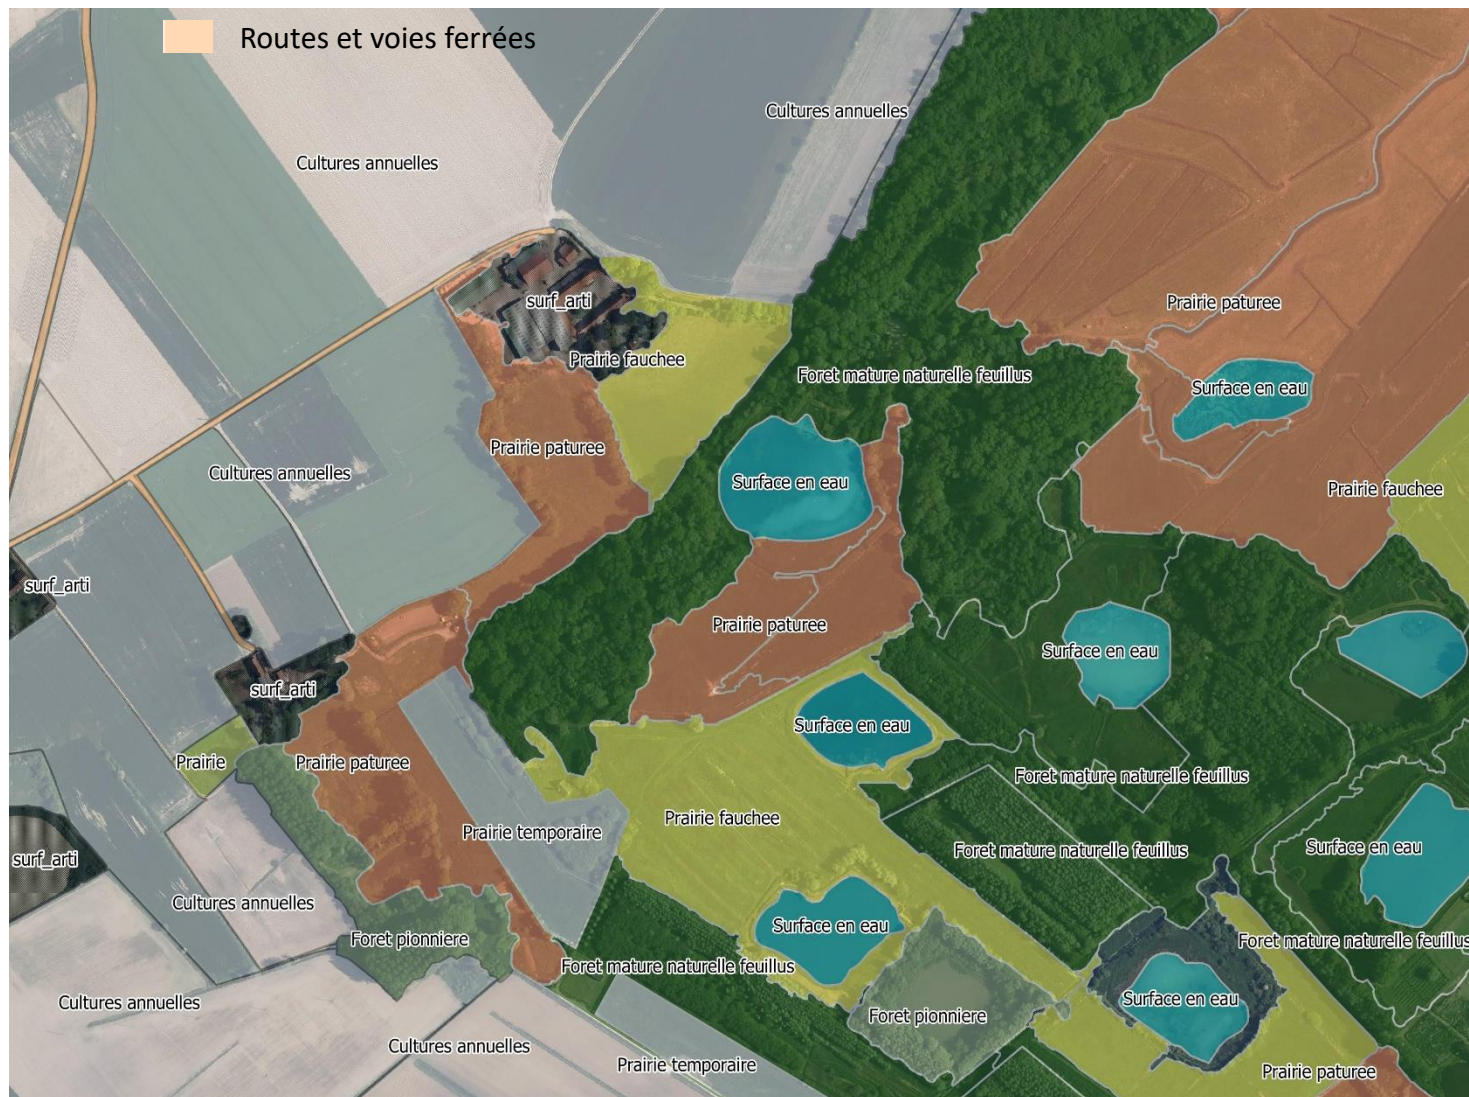 Routes et voies ferrées
Cultures annuelles
Cultures annuelles
surf_arti
Prairie paturee
Prairie fauchee
Foret mature naturelle feuillus
Surface en eau
Prairie paturee
Cultures annuelles
Surface en eau
Prairie fauchee
surf_arti
Prairie paturee
Surface en eau
surf_arti
Surface en eau
Prairie
Prairie paturee
Foret mature naturelle feuillus
Prairie fauchee
Prairie temporaire
Foret mature naturelle feuillus
Surface en eau
surf_arti
Cultures annuelles
Surface en eau
Foret pionniere
Foret mature naturelle feuillus
Foret mature naturelle feuillus
Cultures annuelles
Surface en eau
Foret pionniere
Cultures annuelles
Prairie temporaire
Prairie paturee